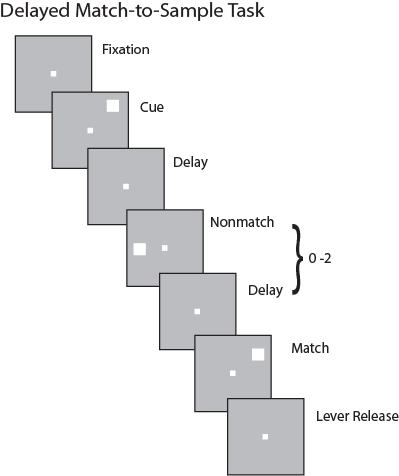 Delayed Match-to-Sample Task
Fixation
Cue
Delay
Nonmatch
0 -2
Delay
Match
Lever Release